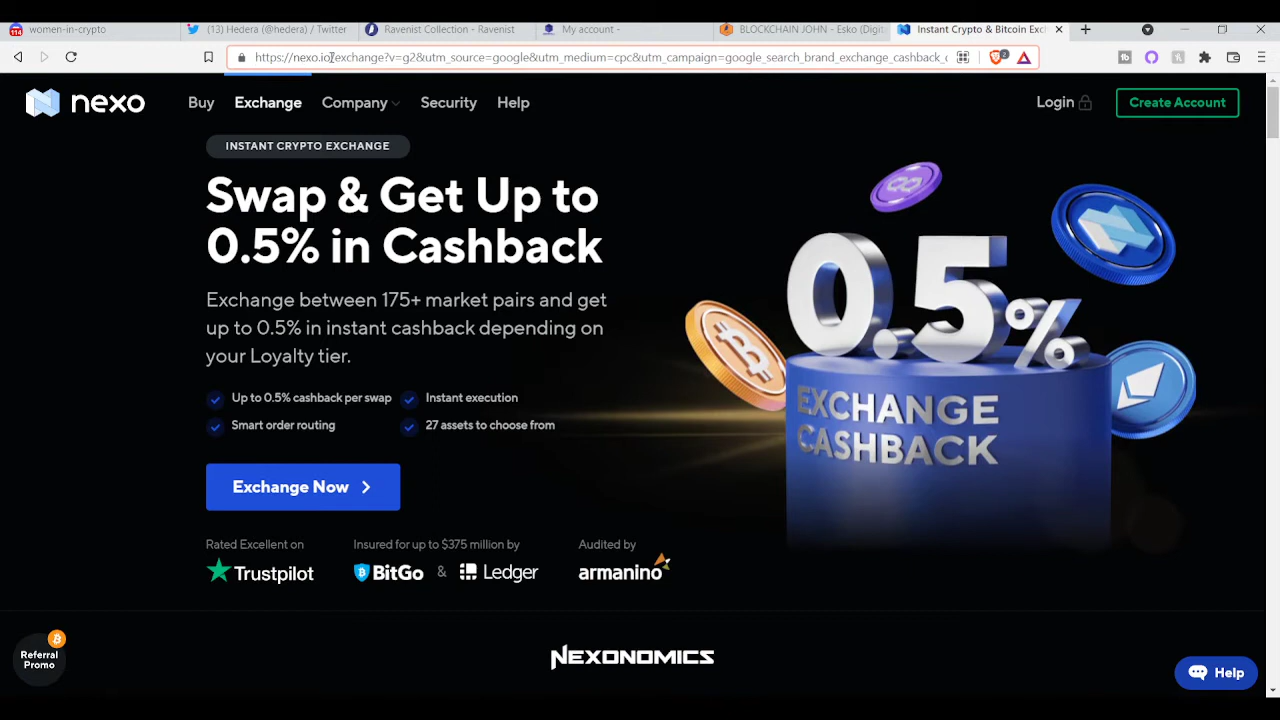 114
women-in-crypto
(13) Hedera (@hedera) / Twitter
Ravenist Collection - Ravenist
My account -
BLOCKCHAIN JOHN - Esko (Digit
Instant Crypto & Bitcoin Exc
https://nexo.io/exchange?v=g2&utm_source=google&utm_medium=cpc&utm_campaign=google_search_brand_exchange_cashback_c
2
nexo
Buy
Exchange
Company
Security
Help
Login
Create Account
INSTANT CRYPTO EXCHANGE
Swap & Get Up to
0.5% in Cashback
Exchange between 175+ market pairs and get
up to 0.5% in instant cashback depending on
your Loyalty tier.
Up to 0.5% cashback per swap
Instant execution
Smart order routing
27 assets to choose from
Exchange Now
0.5%
EXCHANGE
CASHBACK
Rated Excellent on
Insured for up to $375 million by
Audited by
Trustpilot
BitGo & Ledger
armanino
NEXONOMICS
Referral
Promo
Help